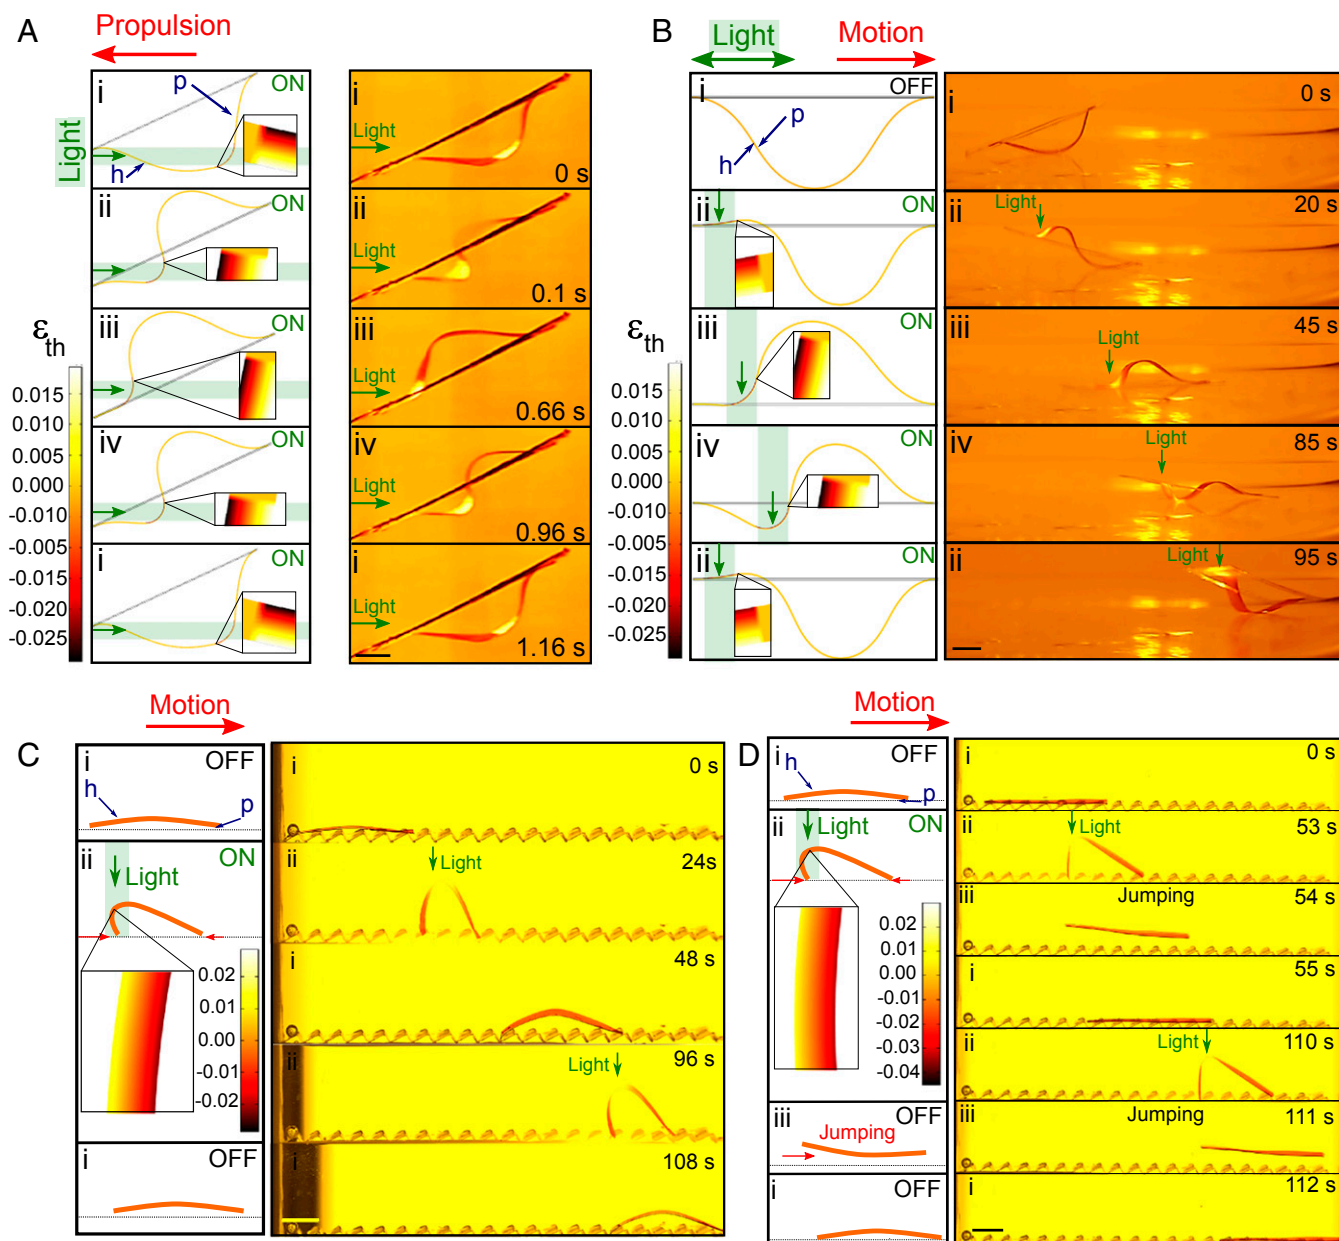 A
Propulsion
Light
i
ON
p
h
ii
ON
iii
ON
iv
ON
i
ON
ε
th
0.015
0.010
0.005
0.000
-0.010
-0.005
-0.015
-0.020
-0.025
i
Light
0 s
ii
Light
0.1 s
iii
Light
0.66 s
iv
Light
0.96 s
i
Light
1.16 s
B
Light
Motion
i
OFF
p
h
ii
ON
iii
ON
iv
ON
ii
ON
ε
th
0.015
0.010
0.005
0.000
-0.010
-0.005
-0.015
-0.020
-0.025
i
0 s
ii
20 s
Light
iii
45 s
Light
iv
85 s
Light
ii
95 s
Light
C
Motion
i
OFF
h
p
ii
Light
ON
0.02
0.01
0.00
-0.01
-0.02
i
OFF
i
0 s
ii
24s
Light
i
48 s
ii
96 s
Light
i
108 s
D
Motion
i
OFF
h
p
ii
Light
ON
0.02
0.01
0.00
-0.01
-0.02
-0.03
-0.04
iii
OFF
Jumping
i
OFF
i
0 s
ii
Light
53 s
iii
Jumping
54 s
i
55 s
ii
Light
110 s
iii
Jumping
111 s
i
112 s